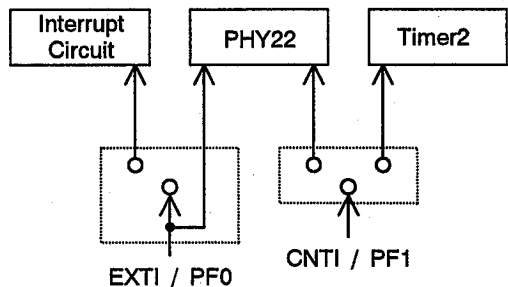 Interrupt
Circuit
PHY22
Timer2
EXTI / PF0
CNTI / PF1